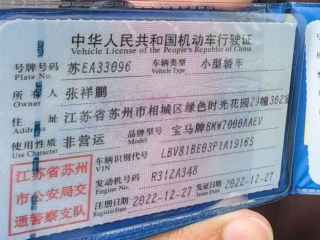 中华人民共和国机动车行驶证
Vehicle License of the People's Republic of China
号牌号码 苏EA33096 车辆类型 小型轿车
Plate No. Vehicle Type
所有人 张祥鹏
Owner
住址 江苏省苏州市相城区绿色时光花园29幢302室
Address
使用性质 非营运 品牌型号 宝马牌BMW7000AAEV
Use Character Model
江苏省苏州 车辆识别代号 LBV81BE03P1A19165
VIN
市公安局交 发动机号码 R312A348
Engine No.
通警察支队 注册日期 2022-12-27 发证日期 2022-12-27
Register Date Issue Date